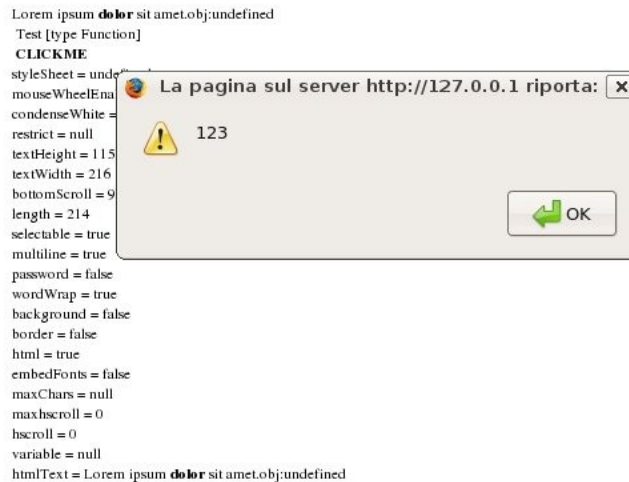 Lorem ipsum dolor sit amet.obj:undefined
Test [type Function]
CLICKME
styleSheet =
mouseWheelEna
condenseWhite =
restrict = null
textHeight = 115
textWidth = 216
bottomScroll = 9
length = 214
selectable = true
multiline = true
password = false
wordWrap = true
background = false
border = false
html = true
embedFonts = false
maxChars = null
maxhscroll = 0
hscroll = 0
variable = null
htmlText = Lorem ipsum dolor sit amet.obj:undefined
La pagina sul server http://127.0.0.1 riporta:
123
OK